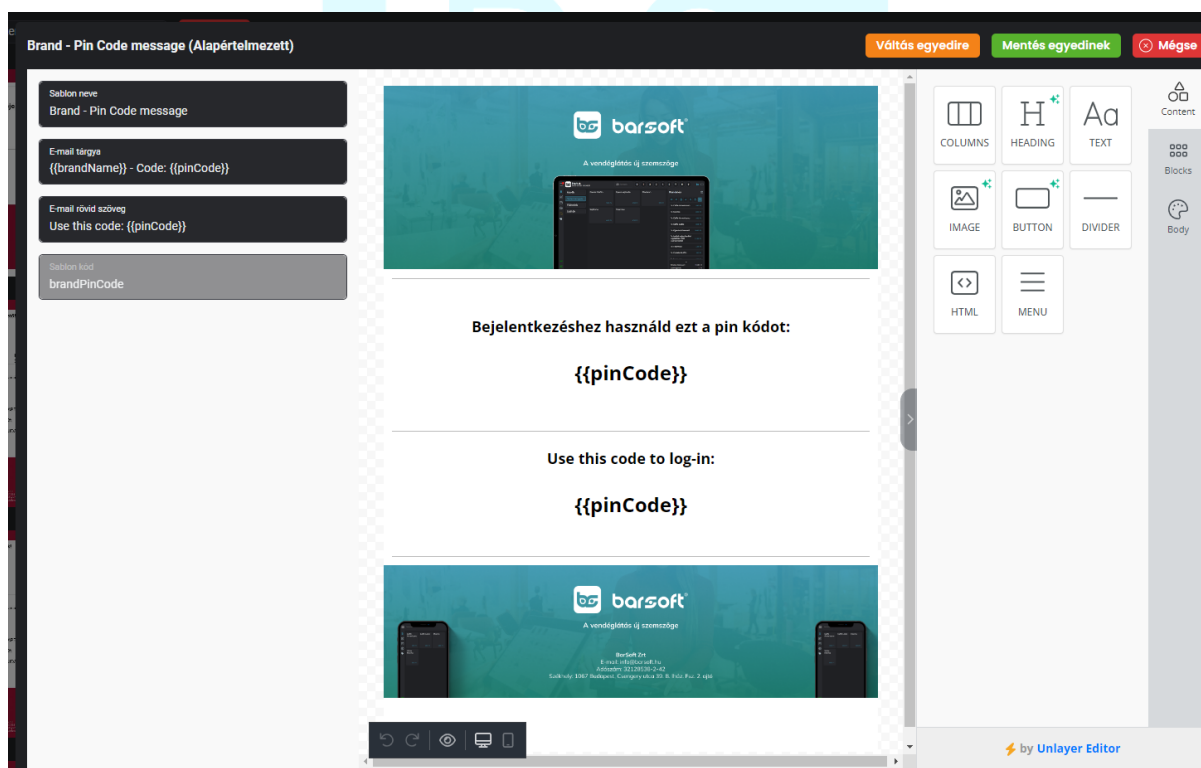 Brand - Pin Code message (Alapértelmezett)
Váltás egyedire
Mentés egyedinek
Mégse
Sablon neve
Brand - Pin Code message
E-mail tárgya
{{brandName}} - Code: {{pinCode}}
E-mail rövid szöveg
Use this code: {{pinCode}}
Sablon kód
brandPinCode
barsoft
A vendéglátás új szemszöge
Bejelentkezéshez használd ezt a pin kódot:
{{pinCode}}
Use this code to log-in:
{{pinCode}}
barsoft
A vendéglátás új szemszöge
BarSoft Zrt
E-mail: info@barsoft.hu
COLUMNS
HEADING
TEXT
IMAGE
BUTTON
DIVIDER
HTML
MENU
Content
Blocks
Body
by Unlayer Editor